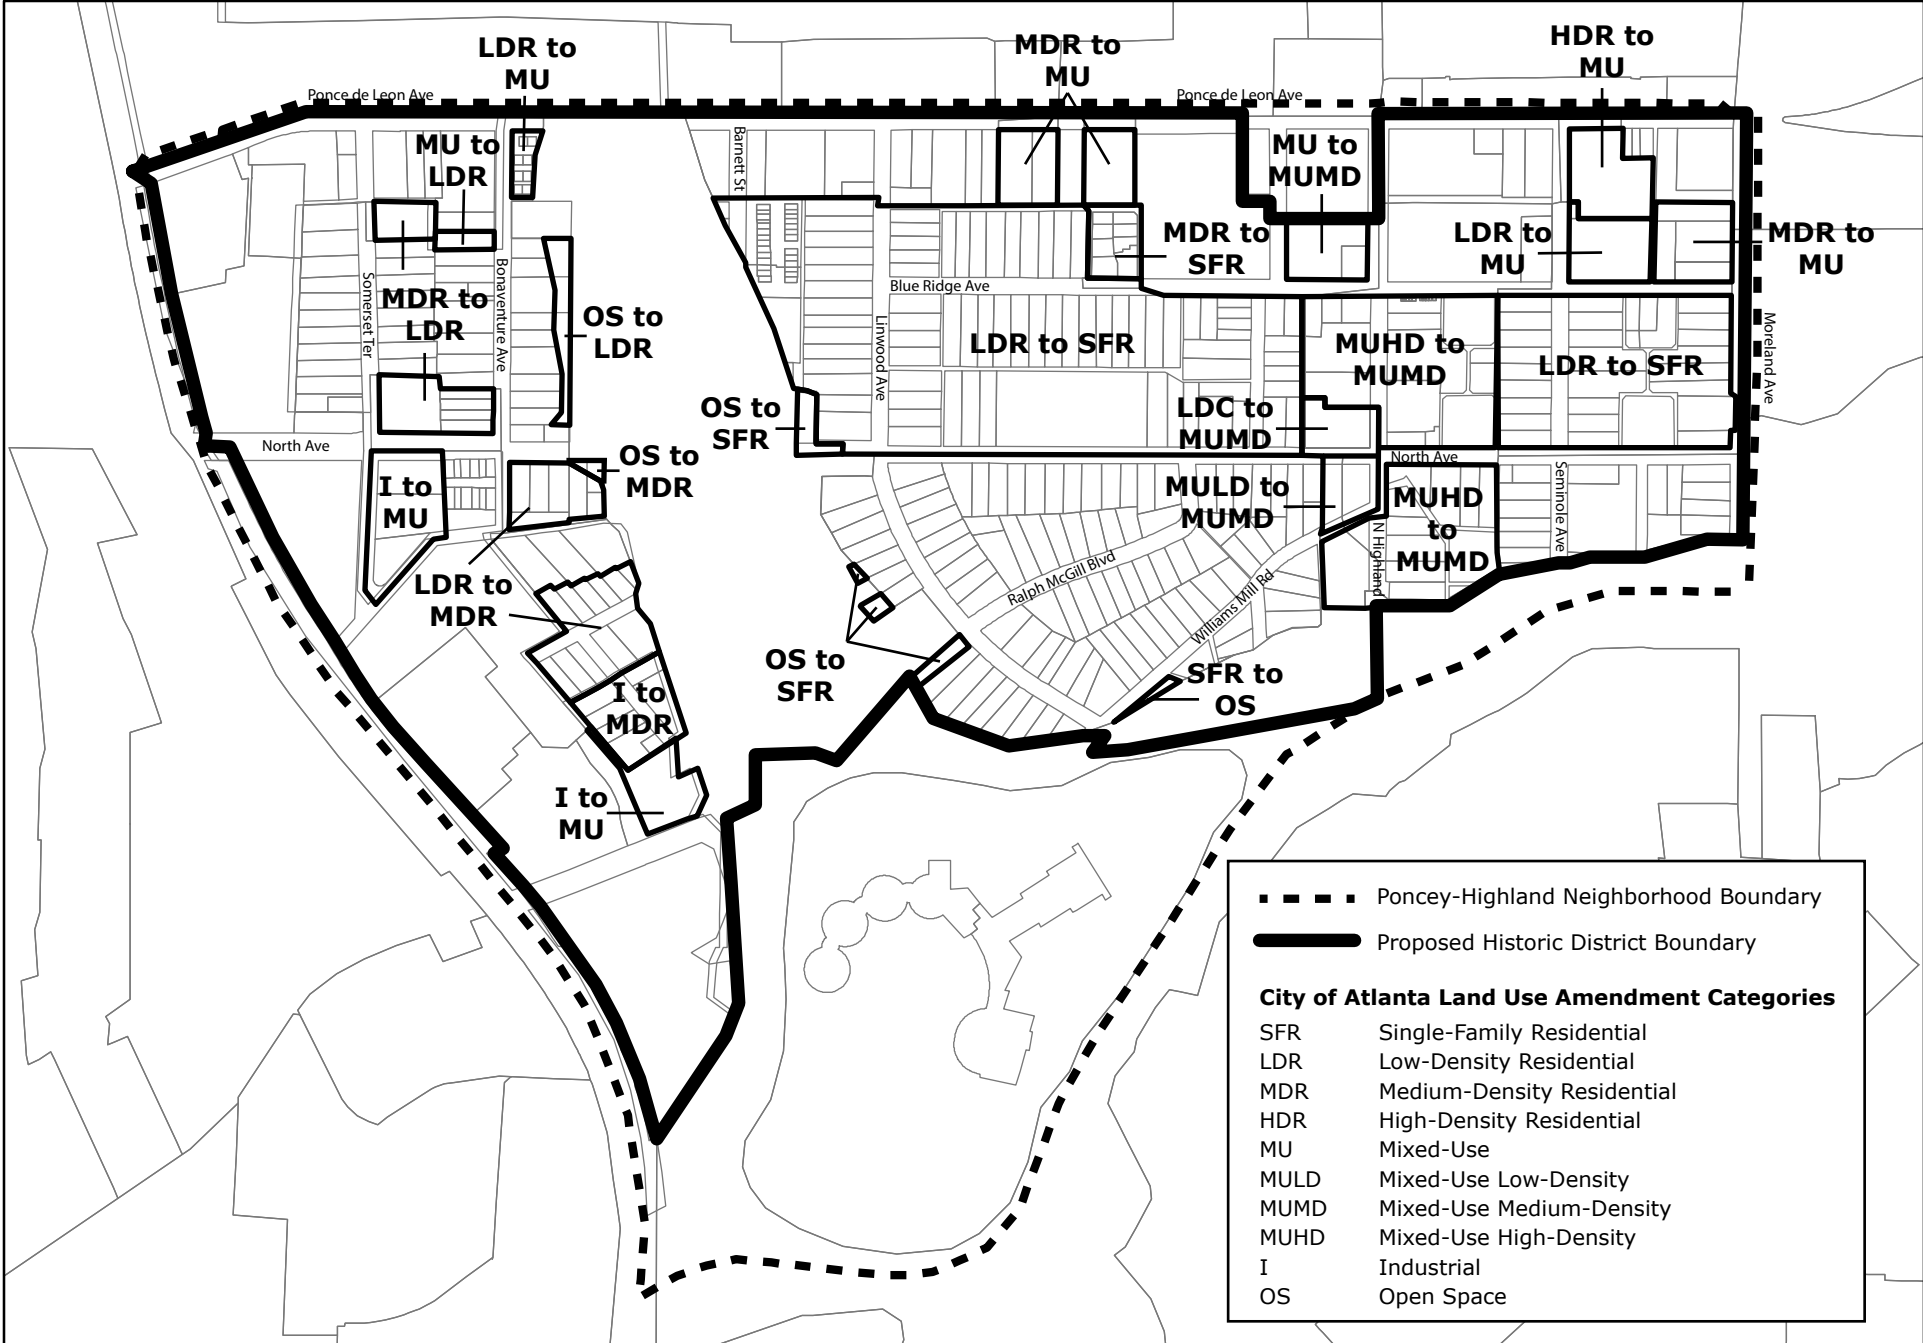 LDR to
MU
MDR to
MU
HDR to
MU
Ponce de Leon Ave
Ponce de Leon Ave
Barnett St
MU to
LDR
MU to
MUMD
MDR to
SFR
LDR to
MU
MDR to
MU
Somerset Ter
Bonaventure Ave
MDR to
LDR
OS to
LDR
Blue Ridge Ave
Linwood Ave
LDR to SFR
MUHD to
MUMD
LDR to SFR
Moreland Ave
OS to
SFR
LDC to
MUMD
North Ave
North Ave
OS to
MDR
I to
MU
MULD to
MUMD
MUHD
to
MUMD
Seminole Ave
N Highland
LDR to
MDR
Ralph McGill Blvd
Williams Mill Rd
OS to
SFR
SFR to
OS
I to
MDR
I to
MU
Poncey-Highland Neighborhood Boundary
Proposed Historic District Boundary
City of Atlanta Land Use Amendment Categories
SFR Single-Family Residential
LDR Low-Density Residential
MDR Medium-Density Residential
HDR High-Density Residential
MU Mixed-Use
MULD Mixed-Use Low-Density
MUMD Mixed-Use Medium-Density
MUHD Mixed-Use High-Density
I Industrial
OS Open Space